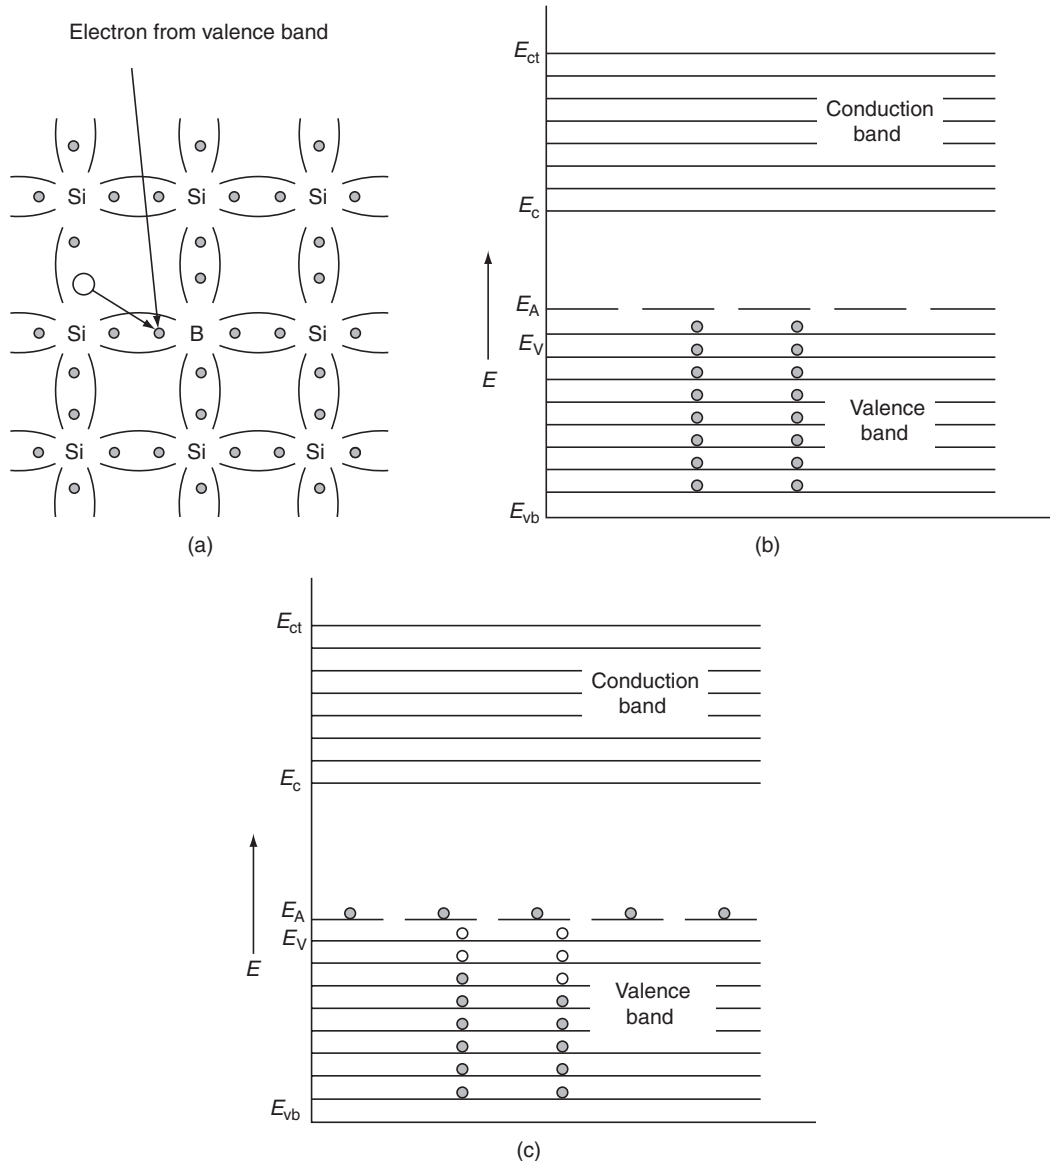 Electron from valence band
Si Si Si
Si B Si
Si Si Si
(a)
E_ct
Conduction
band
E_c
E_A
E_V
E
Valence
band
E_vb
(b)
E_ct
Conduction
band
E_c
E_A
E_V
E
Valence
band
E_vb
(c)